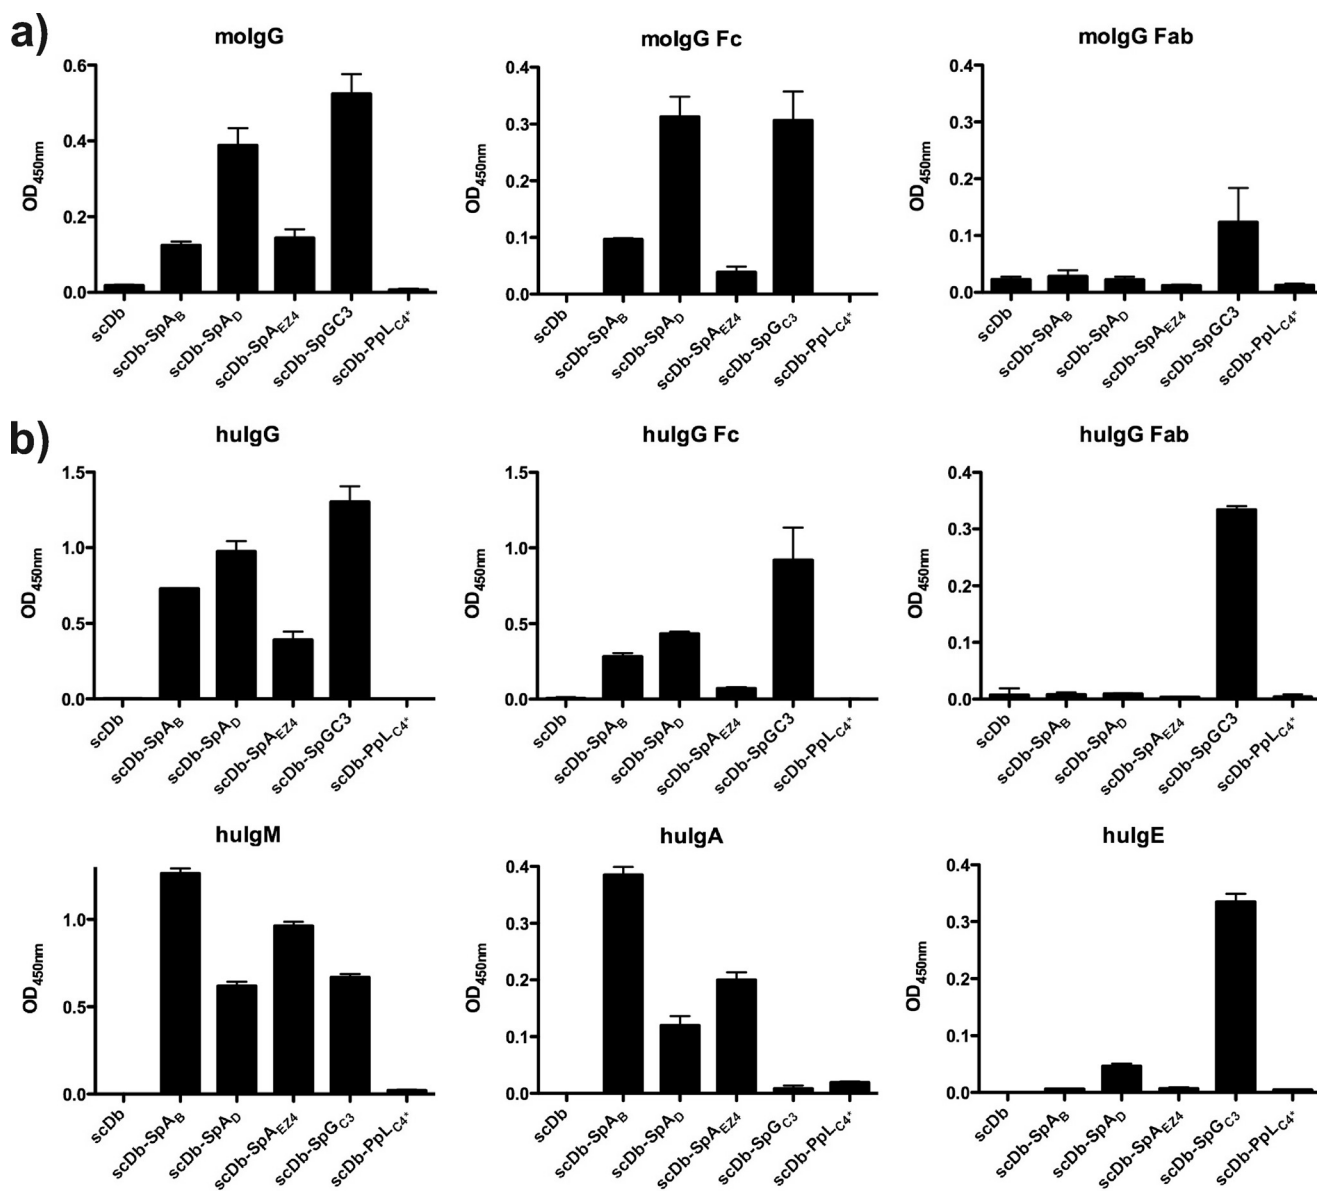 a)
moIgG
OD450nm
0.6
0.4
0.2
0.0
scDb
scDb-SpAB
scDb-SpAD
scDb-SpAEZ4
scDb-SpGC3
scDb-PpLC4*
moIgG Fc
OD450nm
0.4
0.3
0.2
0.1
0.0
scDb
scDb-SpAB
scDb-SpAD
scDb-SpAEZ4
scDb-SpGC3
scDb-PpLC4*
moIgG Fab
OD450nm
0.4
0.3
0.2
0.1
0.0
scDb
scDb-SpAB
scDb-SpAD
scDb-SpAEZ4
scDb-SpGC3
scDb-PpLC4*
b)
huIgG
OD450nm
1.5
1.0
0.5
0.0
scDb
scDb-SpAB
scDb-SpAD
scDb-SpAEZ4
scDb-SpGC3
scDb-PpLC4*
huIgG Fc
OD450nm
1.5
1.0
0.5
0.0
scDb
scDb-SpAB
scDb-SpAD
scDb-SpAEZ4
scDb-SpGC3
scDb-PpLC4*
huIgG Fab
OD450nm
0.4
0.3
0.2
0.1
0.0
scDb
scDb-SpAB
scDb-SpAD
scDb-SpAEZ4
scDb-SpGC3
scDb-PpLC4*
huIgM
OD450nm
1.0
0.5
0.0
scDb
scDb-SpAB
scDb-SpAD
scDb-SpAEZ4
scDb-SpGC3
scDb-PpLC4*
huIgA
OD450nm
0.4
0.3
0.2
0.1
0.0
scDb
scDb-SpAB
scDb-SpAD
scDb-SpAEZ4
scDb-SpGC3
scDb-PpLC4*
huIgE
OD450nm
0.4
0.3
0.2
0.1
0.0
scDb
scDb-SpAB
scDb-SpAD
scDb-SpAEZ4
scDb-SpGC3
scDb-PpLC4*